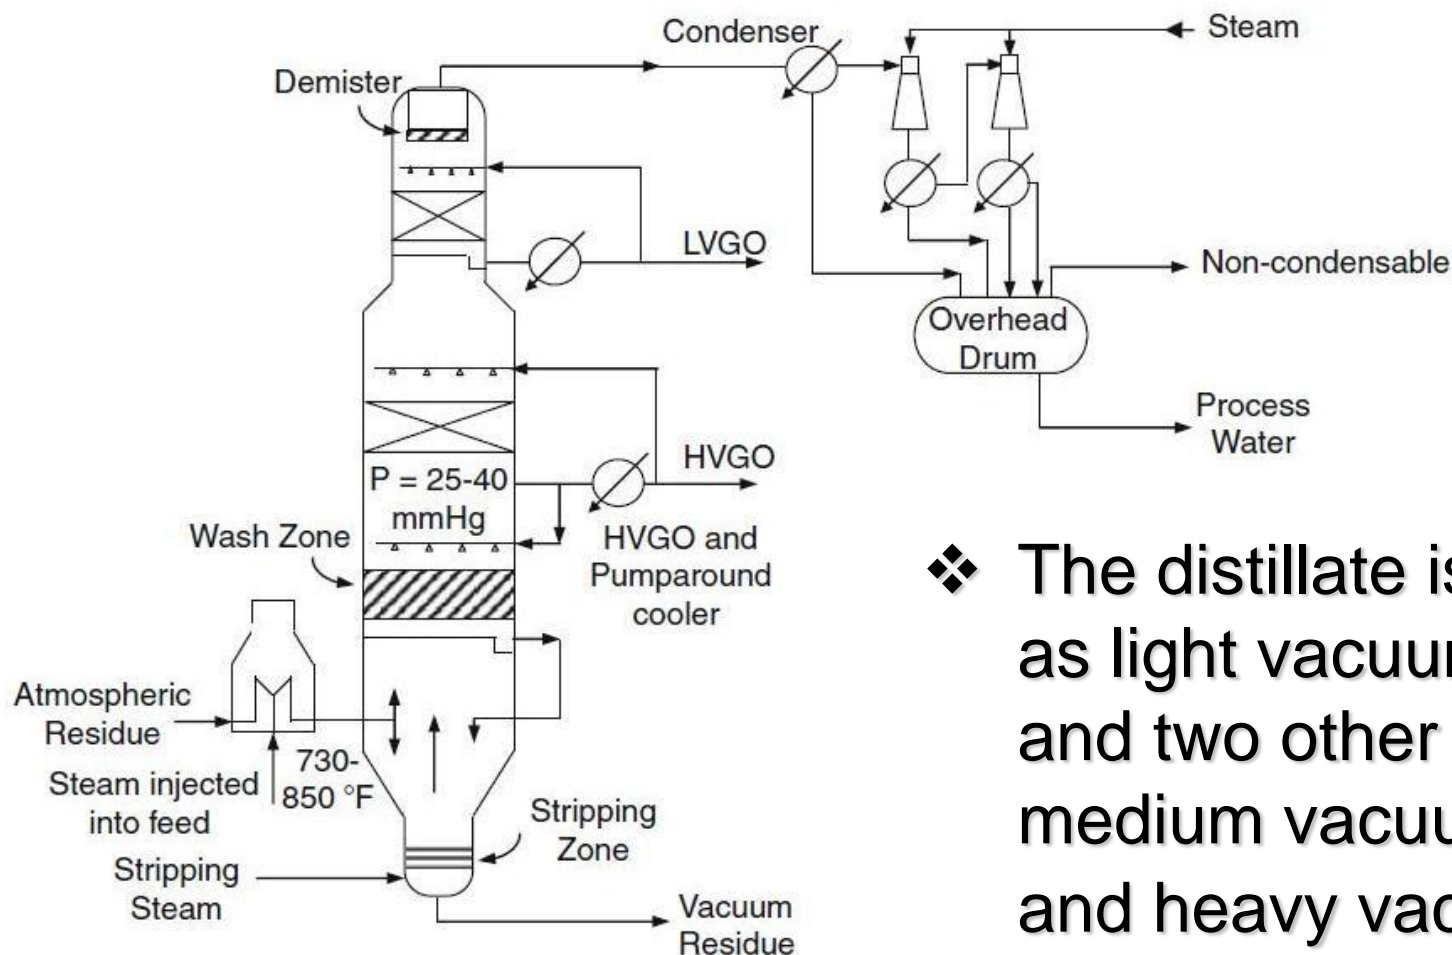 Condenser
Steam
Demister
LVGO
Non-condensable
Overhead
Drum
Process
Water
HVGO
P = 25-40
mmHg
Wash Zone
HVGO and
Pumparound
cooler
Atmospheric
Residue
730-
850 °F
Steam injected
into feed
Stripping
Zone
Stripping
Steam
Vacuum
Residue
❖ The distillate is
as light vacuu
and two other
medium vacuu
and heavy vac